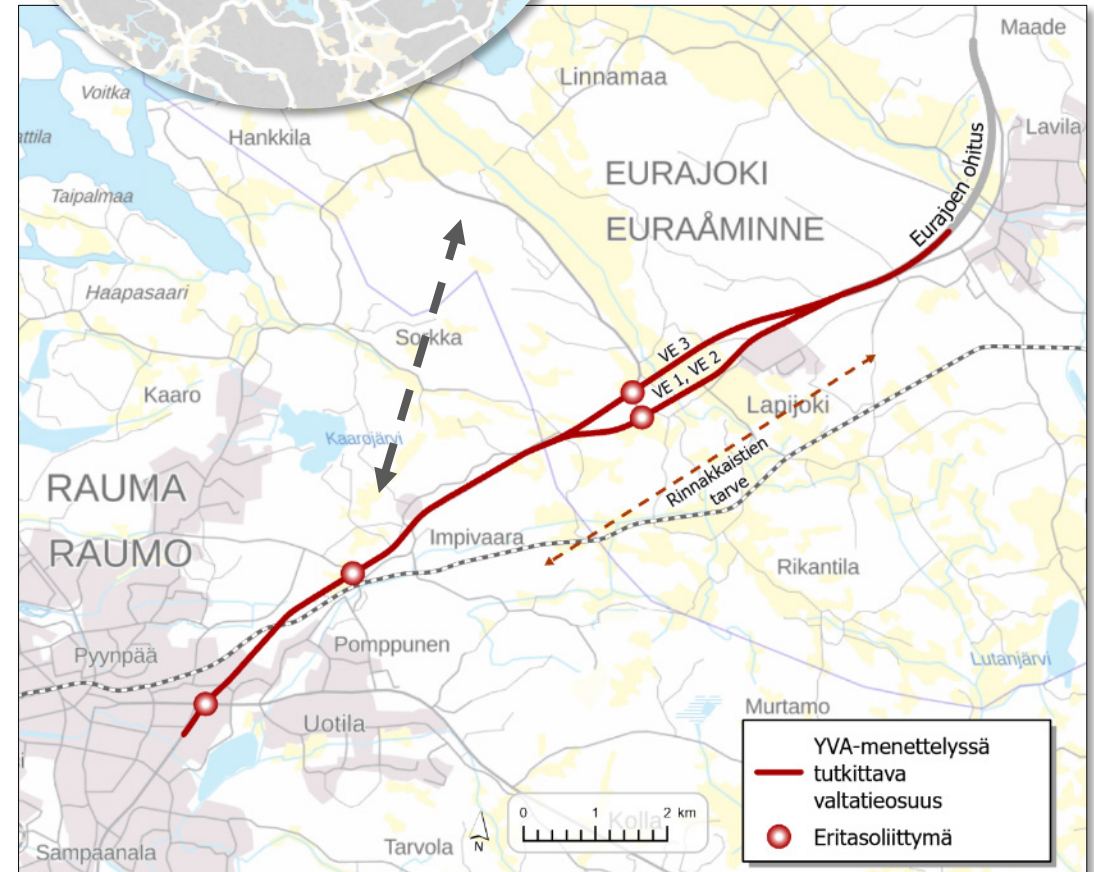 Maade
Linnamaa
Voitka
Lavila
Hankkila
attila
EURAJOKI
EURAÅMINNE
Eurajoen ohitus
Taipalmaa
Haapasaari
Sorkka
VE 3
VE 1, VE 2
Kaaro
Lapijoki
Kaarojärvi
Rinnakkaistien
tarve
RAUMA
RAUMO
Impivaara
Rikantila
Pomppunen
Pyynpää
Lutanjärvi
Murtamo
Uotila
YVA-menettelyssä
tutkittava
valtatieosuus
Eritasoliittymä
0 1 2 km
Kolla
N
Tarvola
Sampaanala